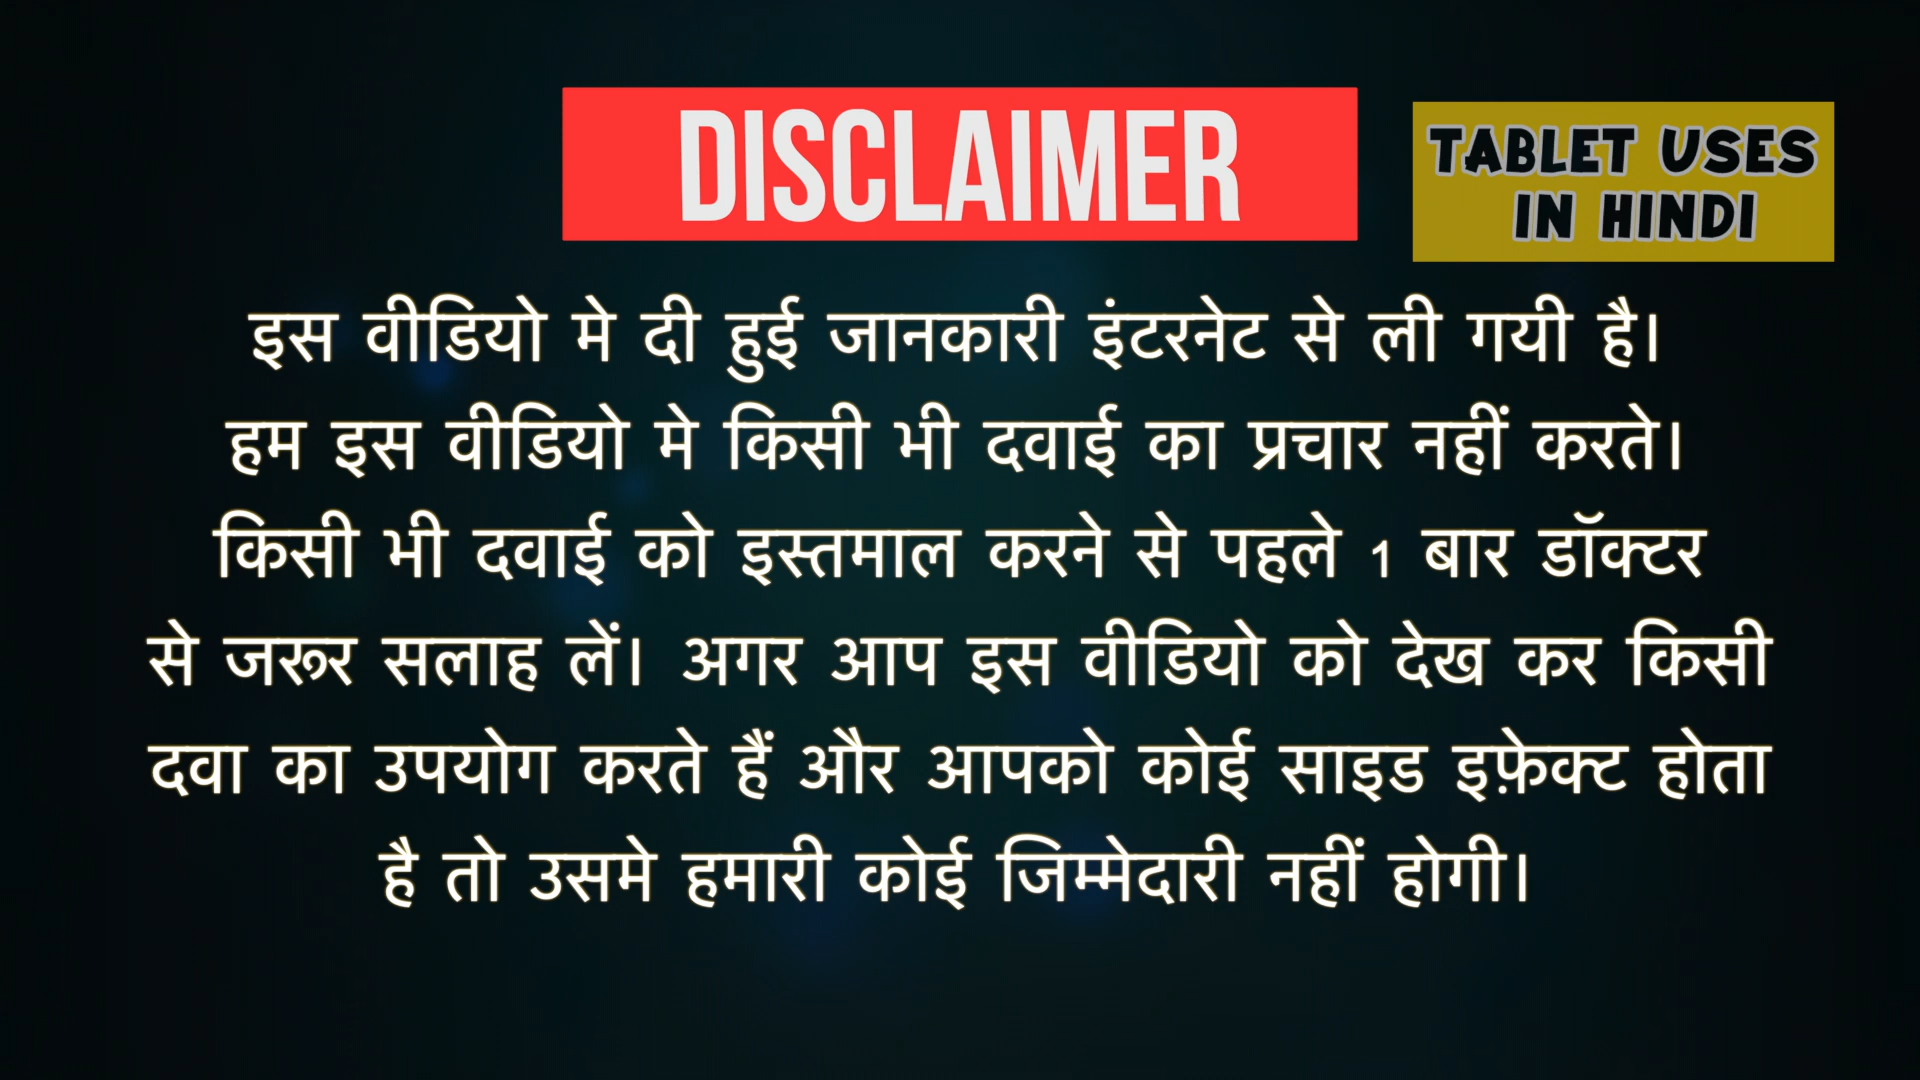 DISCLAIMER
TABLET USES
IN HINDI
इस वीडियो मे दी हुई जानकारी इंटरनेट से ली गयी है।
हम इस वीडियो मे किसी भी दवाई का प्रचार नहीं करते।
किसी भी दवाई को इस्तमाल करने से पहले 1 बार डॉक्टर
से जरूर सलाह लें। अगर आप इस वीडियो को देख कर किसी
दवा का उपयोग करते हैं और आपको कोई साइड इफ़ेक्ट होता
है तो उसमे हमारी कोई जिम्मेदारी नहीं होगी।